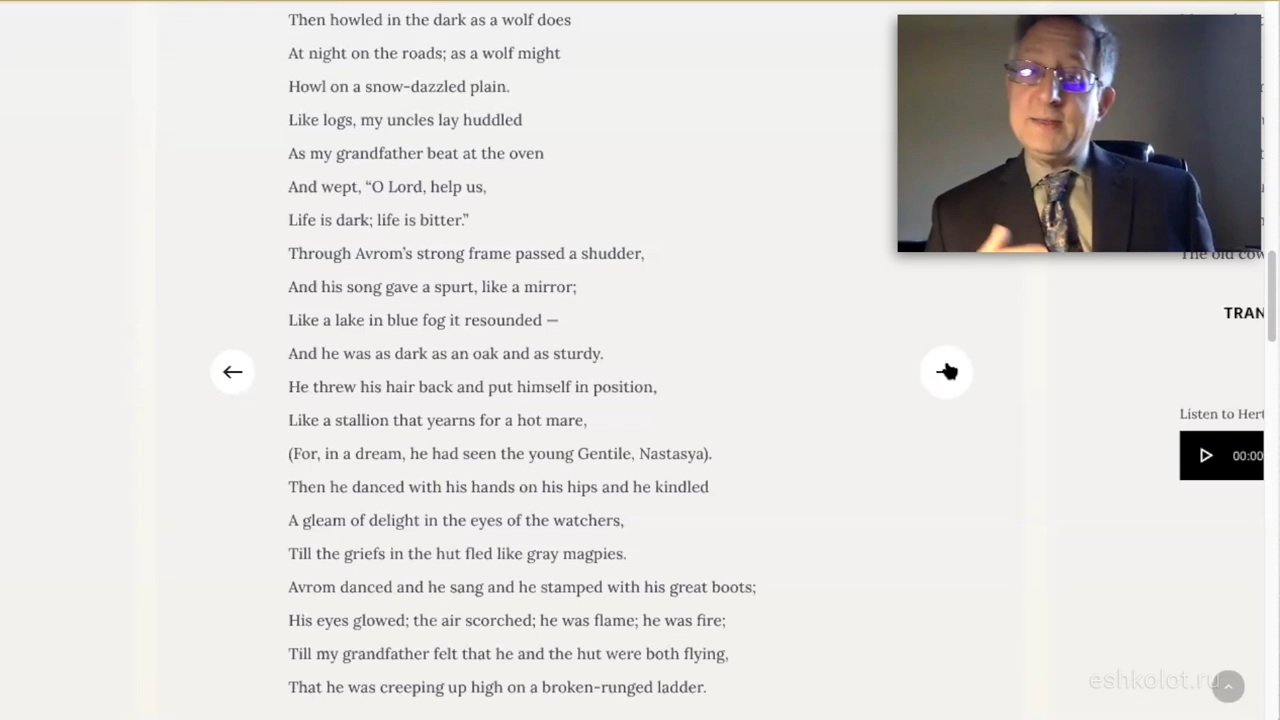 Then howled in the dark as a wolf does
At night on the roads; as a wolf might
Howl on a snow-dazzled plain.
Like logs, my uncles lay huddled
As my grandfather beat at the oven
And wept, “O Lord, help us,
Life is dark; life is bitter.”
Through Avrom’s strong frame passed a shudder,
And his song gave a spurt, like a mirror;
Like a lake in blue fog it resounded —
And he was as dark as an oak and as sturdy.
He threw his hair back and put himself in position,
Like a stallion that yearns for a hot mare,
(For, in a dream, he had seen the young Gentile, Nastasya).
Then he danced with his hands on his hips and he kindled
A gleam of delight in the eyes of the watchers,
Till the griefs in the hut fled like gray magpies.
Avrom danced and he sang and he stamped with his great boots;
His eyes glowed; the air scorched; he was flame; he was fire;
Till my grandfather felt that he and the hut were both flying,
That he was creeping up high on a broken-runged ladder.
The old cow
TRAN
Listen to Her
00:00
eshkolot.ru